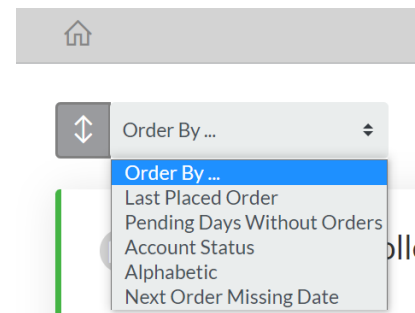 Order By ...
Order By ...
Last Placed Order
Pending Days Without Orders
Account Status
Alphabetic
Next Order Missing Date